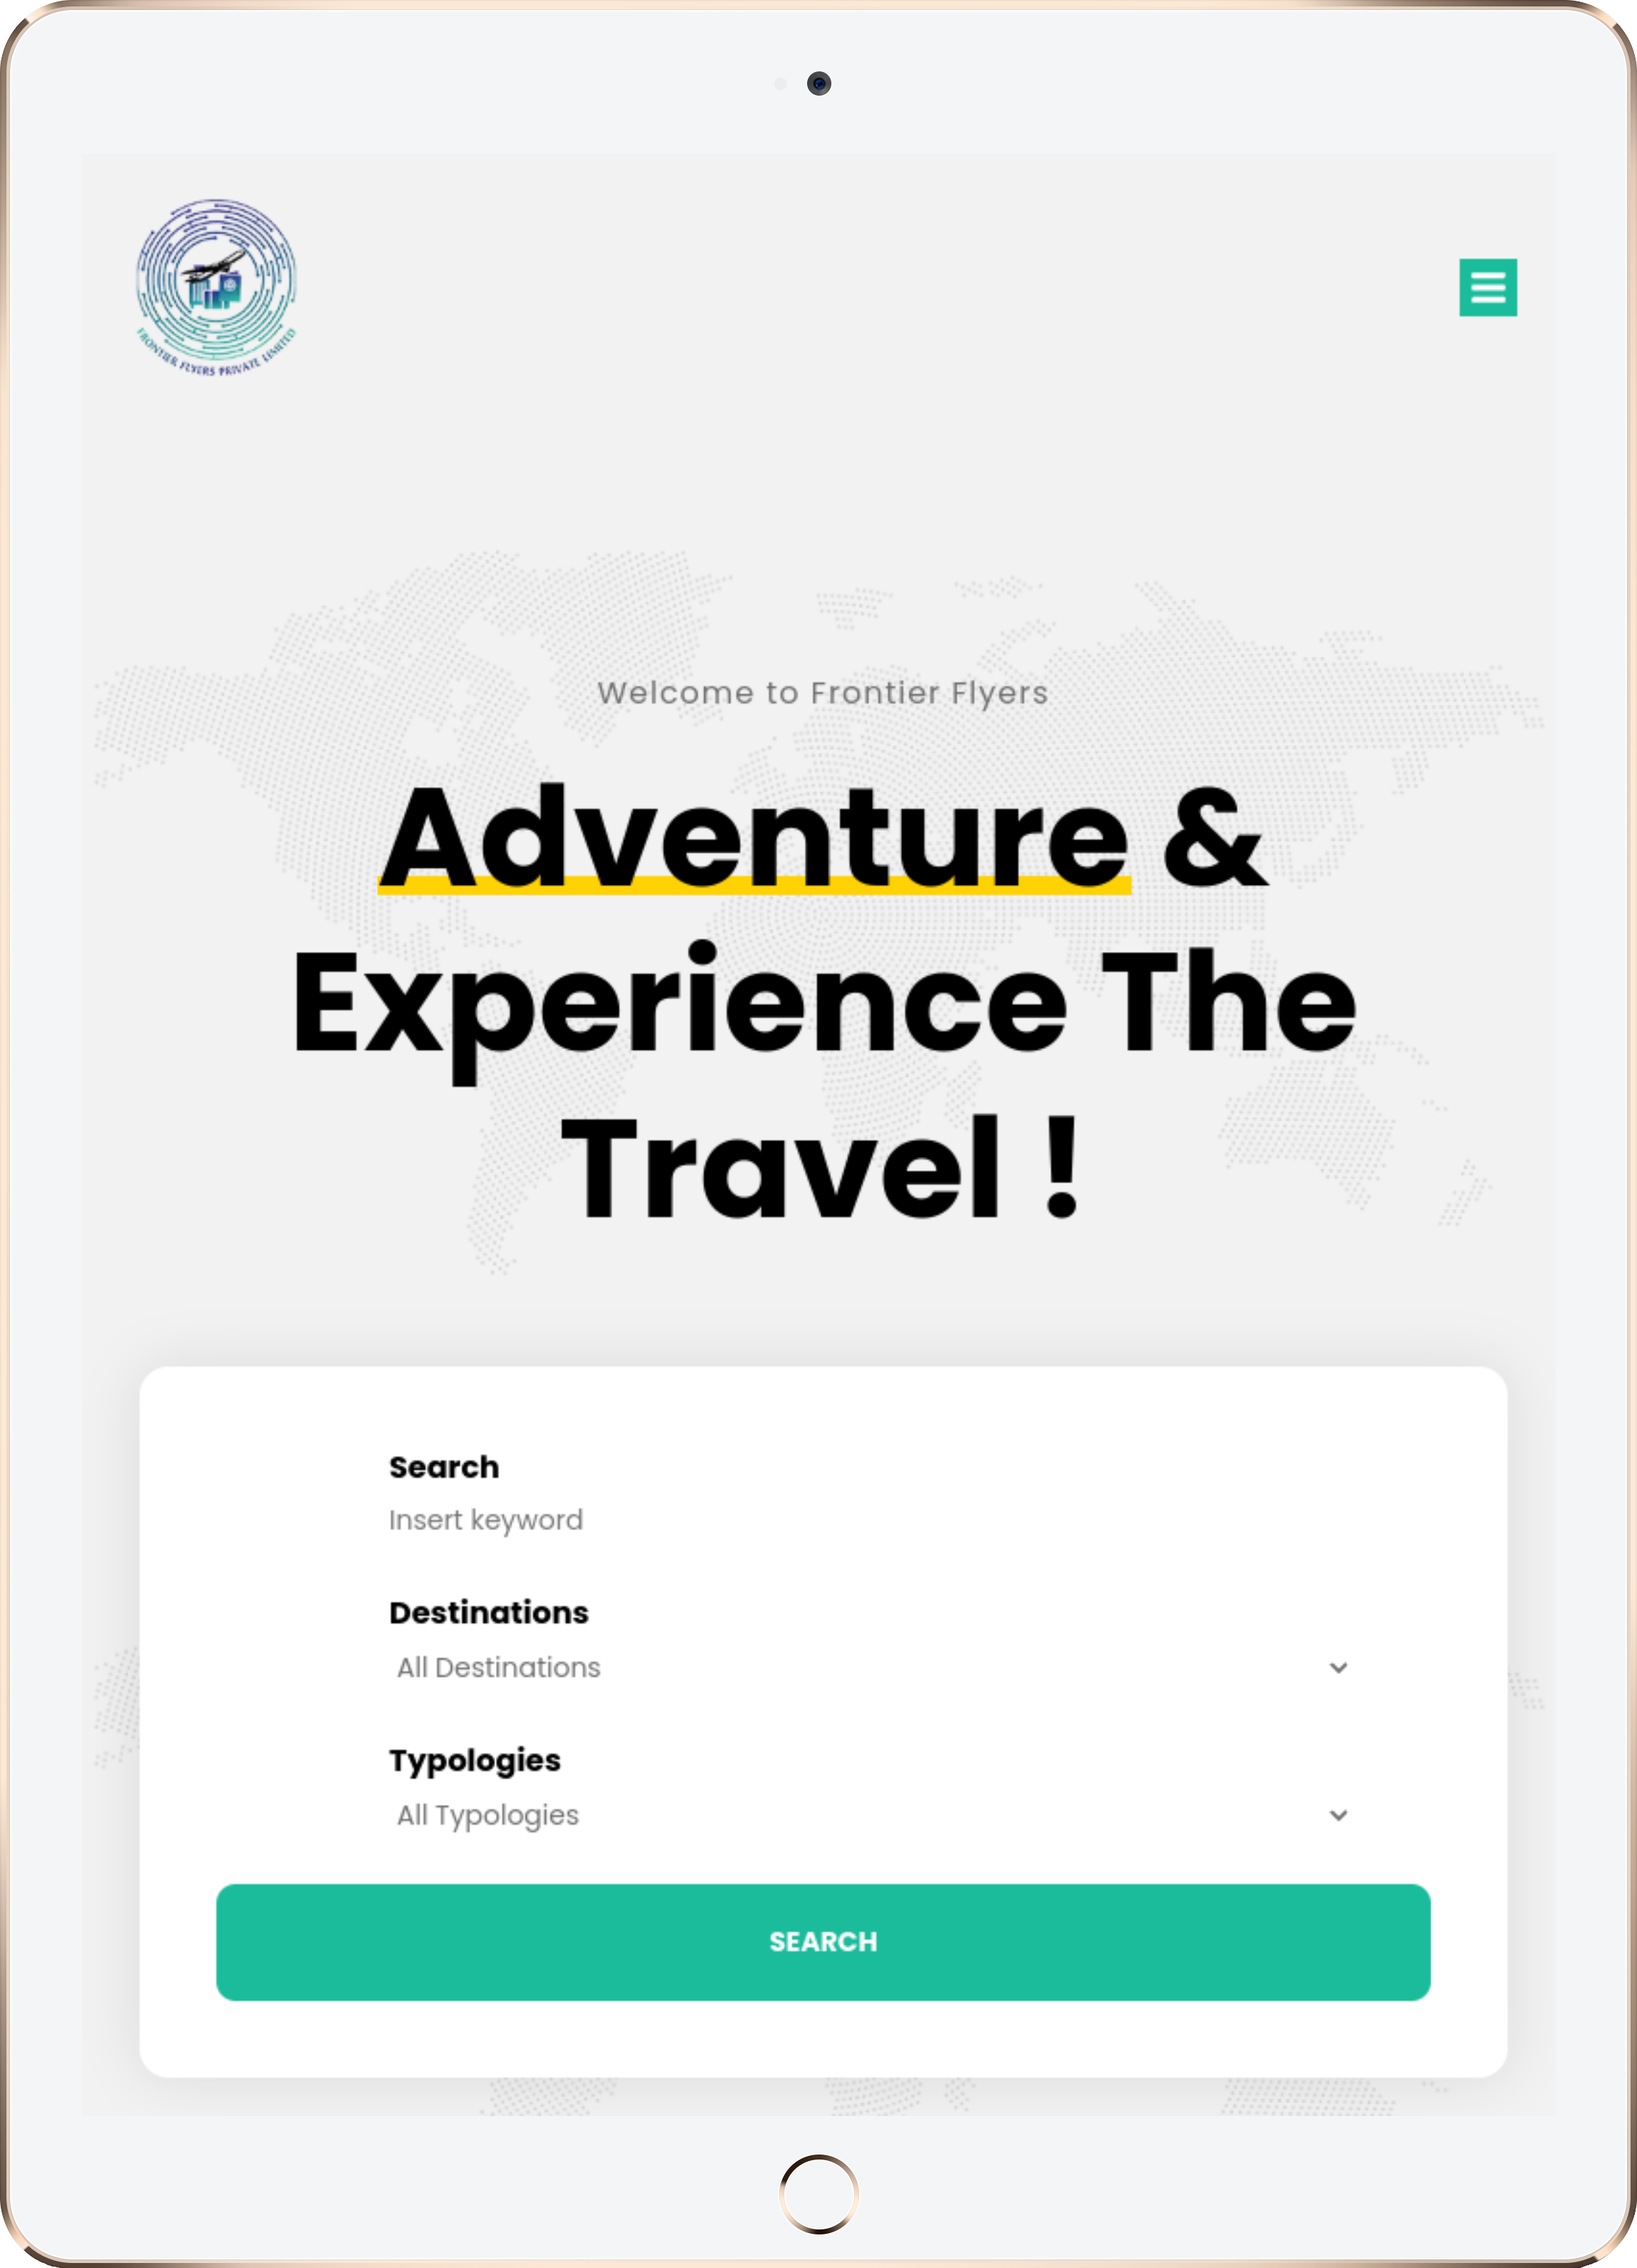 FRONTIER FLYERS PRIVATE LIMITED
Welcome to Frontier Flyers
Adventure &
Experience The
Travel !
Search
Insert keyword
Destinations
All Destinations
Typologies
All Typologies
SEARCH